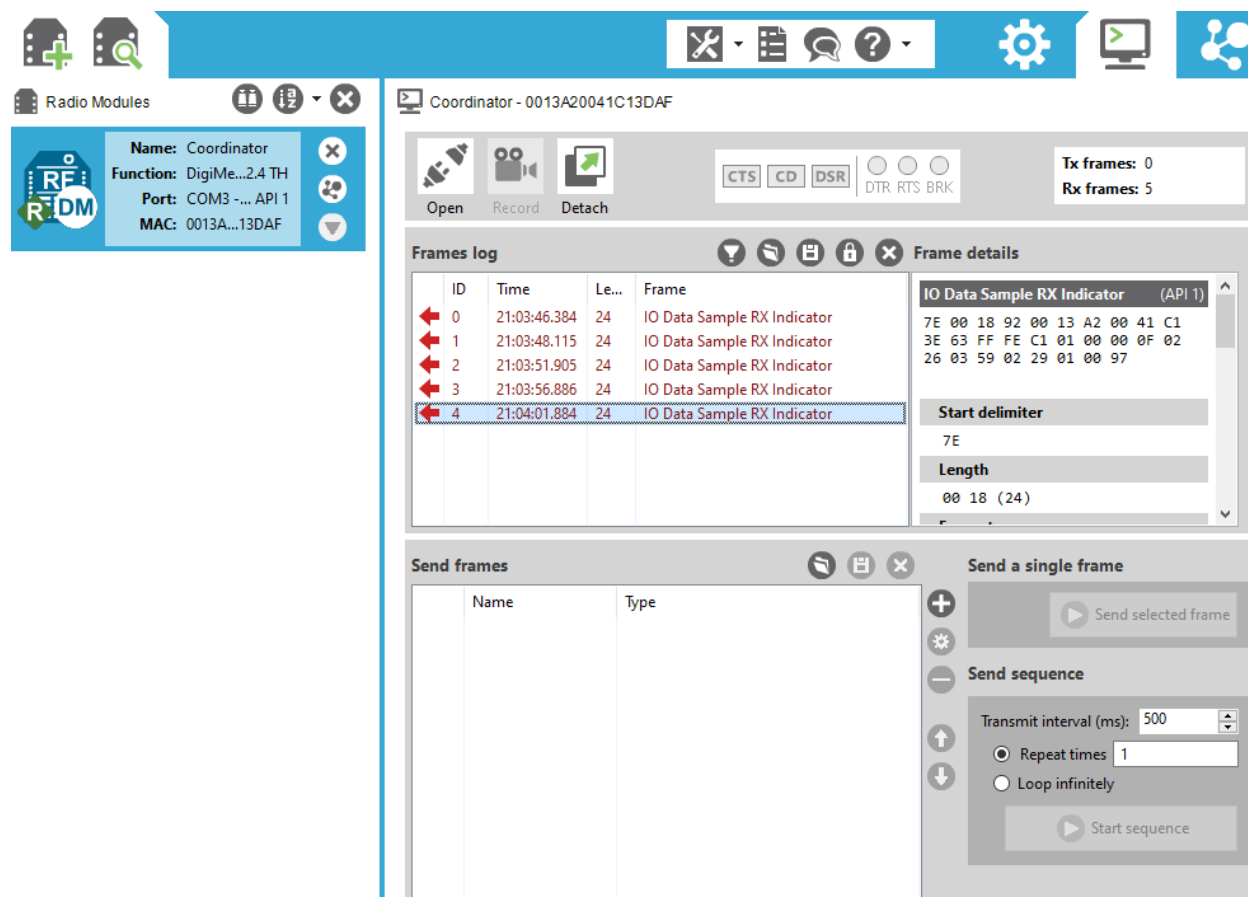 Radio Modules
Name: Coordinator
Function: DigiMe...2.4 TH
Port: COM3 -... API 1
MAC: 0013A...13DAF
Coordinator - 0013A20041C13DAF
Open
Record
Detach
CTS CD DSR
DTR RTS BRK
Tx frames: 0
Rx frames: 5
Frames log
ID Time Le... Frame
0 21:03:46.384 24 IO Data Sample RX Indicator
1 21:03:48.115 24 IO Data Sample RX Indicator
2 21:03:51.905 24 IO Data Sample RX Indicator
3 21:03:56.886 24 IO Data Sample RX Indicator
4 21:04:01.884 24 IO Data Sample RX Indicator
Frame details
IO Data Sample RX Indicator (API 1)
7E 00 18 92 00 13 A2 00 41 C1
3E 63 FF FE C1 01 00 00 0F 02
26 03 59 02 29 01 00 97
Start delimiter
7E
Length
00 18 (24)
Send frames
Name Type
Send a single frame
Send selected frame
Send sequence
Transmit interval (ms): 500
Repeat times 1
Loop infinitely
Start sequence